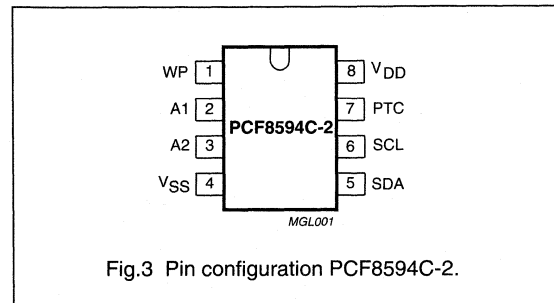 WP 1 8 VDD
A1 2 7 PTC
PCF8594C-2
A2 3 6 SCL
VSS 4 5 SDA
MGL001
Fig.3 Pin configuration PCF8594C-2.